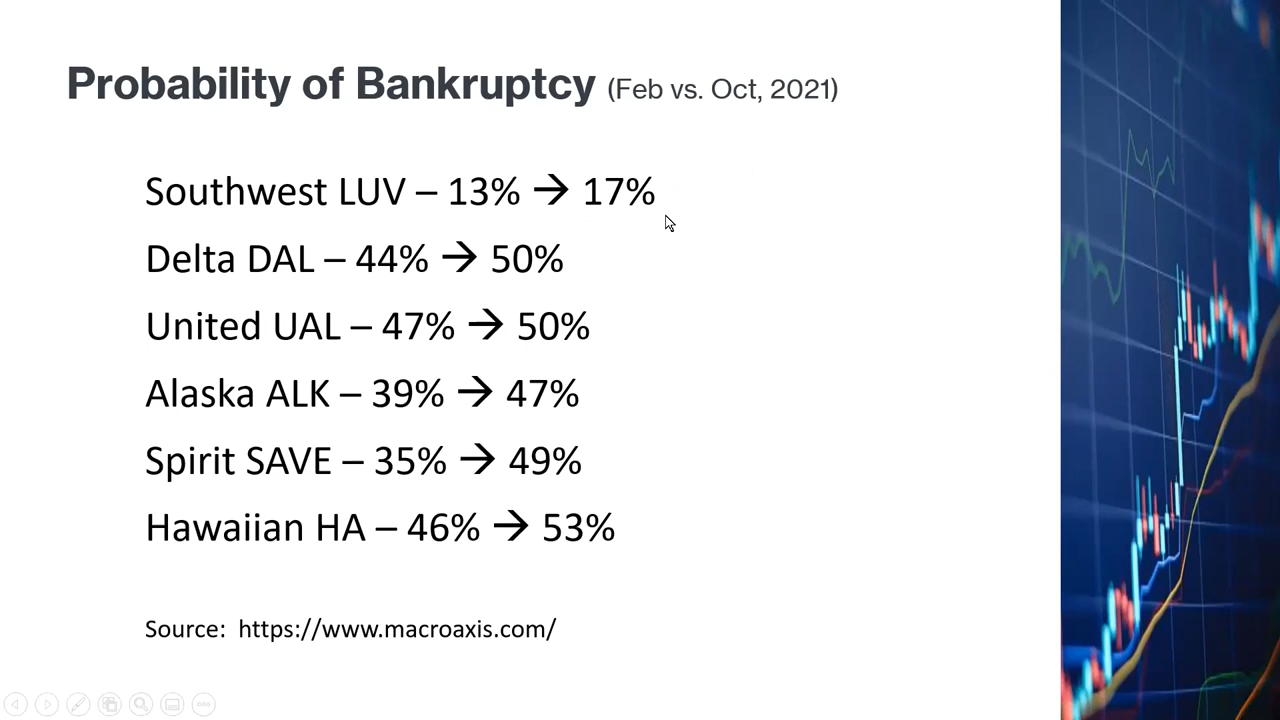 Probability of Bankruptcy (Feb vs. Oct, 2021)
Southwest LUV – 13% → 17%
Delta DAL – 44% → 50%
United UAL – 47% → 50%
Alaska ALK – 39% → 47%
Spirit SAVE – 35% → 49%
Hawaiian HA – 46% → 53%
Source: https://www.macroaxis.com/